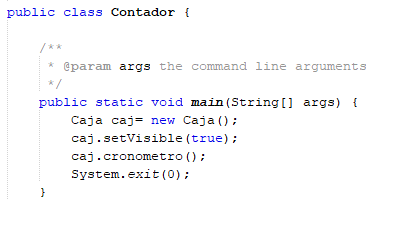 public class Contador {
/**
* @param args the command line arguments
*/
public static void main(String[] args) {
Caja caj= new Caja();
caj.setVisible(true);
caj.cronometro();
System.exit(0);
}